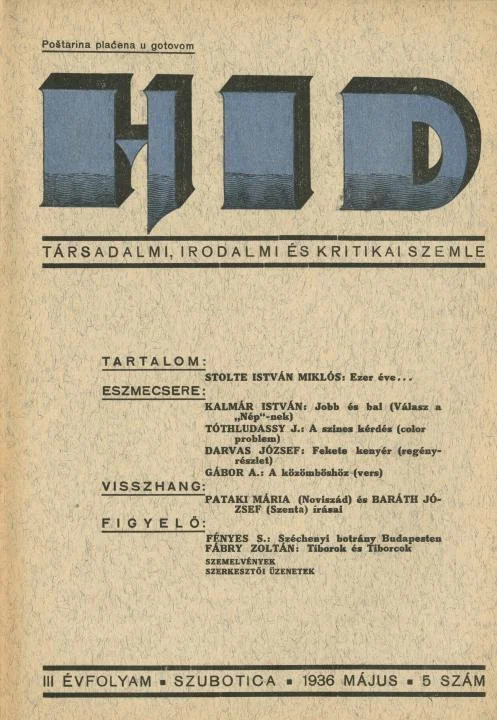 Poštarina plaćena u gotovom
HID
TÁRSADALMI, IRODALMI ÉS KRITIKAI SZEMLE
TARTALOM:
STOLTE ISTVÁN MIKLÓS: Ezer éve...
ESZMECSERE:
KALMÁR ISTVÁN: Jobb és bal (Válasz a
„Nép"-nek)
TÓTHLUDASSY J.: A szines kérdés (color
problem)
DARVAS JÓZSEF: Fekete kenyér (regény-
részlet)
GÁBOR A.: A közömböshöz (vers)
VISSZHANG:
PATAKI MÁRIA (Noviszád) és BARÁTH JÓ-
ZSEF (Szenta) írásai
FIGYELŐ:
FÉNYES S.: Széchenyi botrány Budapesten
FÁBRY ZOLTÁN: Tiborok és Tiborcok
SZEMELVÉNYEK
SZERKESZTŐI ÜZENETEK
III ÉVFOLYAM ▪ SZUBOTICA ▪ 1936 MÁJUS ▪ 5 SZÁM